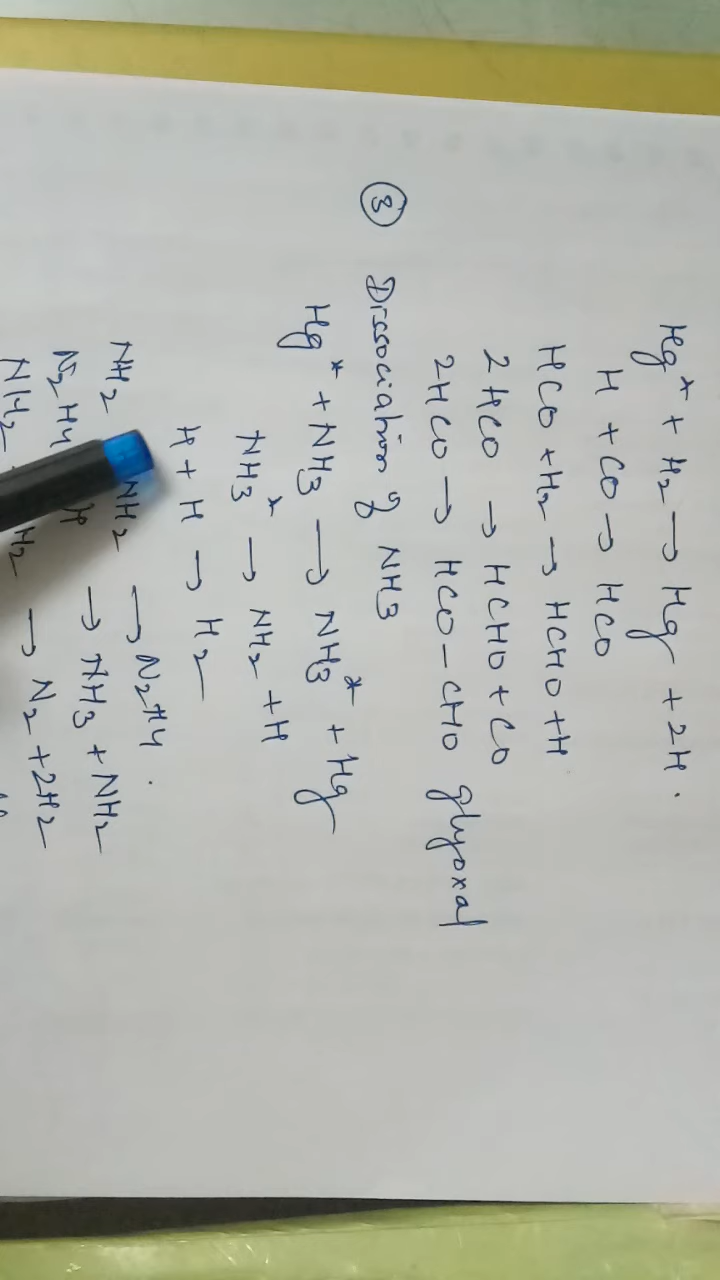 Hg* + H2 → Hg + 2H.
H + CO → HCO
HCO + H2 → HCHO + H
2HCO → HCHO + CO
2HCO → HCO-CHO glyoxal
③ Dissociation of NH3
Hg* + NH3 → NH3* + Hg
NH3* → NH2 + H
H + H → H2
NH2 NH2 → N2H4.
N2H4 H → NH3 + NH2
NH2 H2 → N2 + 2H2